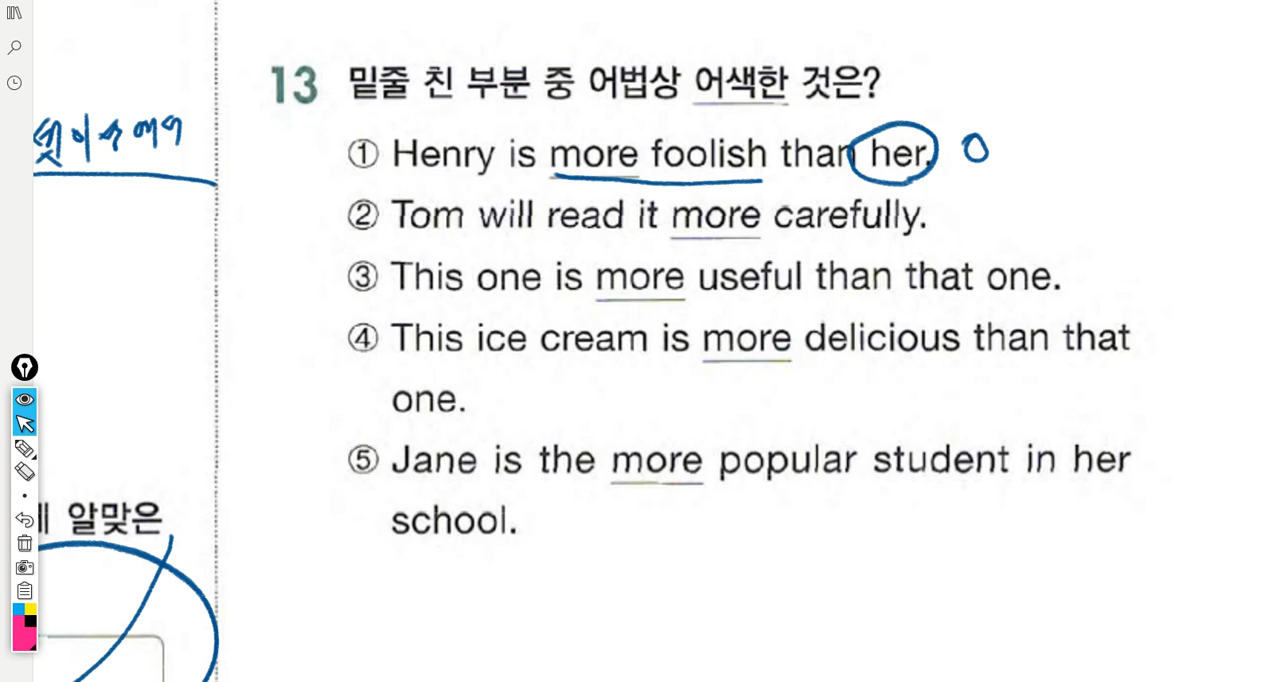 13 밑줄 친 부분 중 어법상 어색한 것은?
① Henry is more foolish than her. O
② Tom will read it more carefully.
③ This one is more useful than that one.
④ This ice cream is more delicious than that
one.
⑤ Jane is the more popular student in her
school.
알맞은